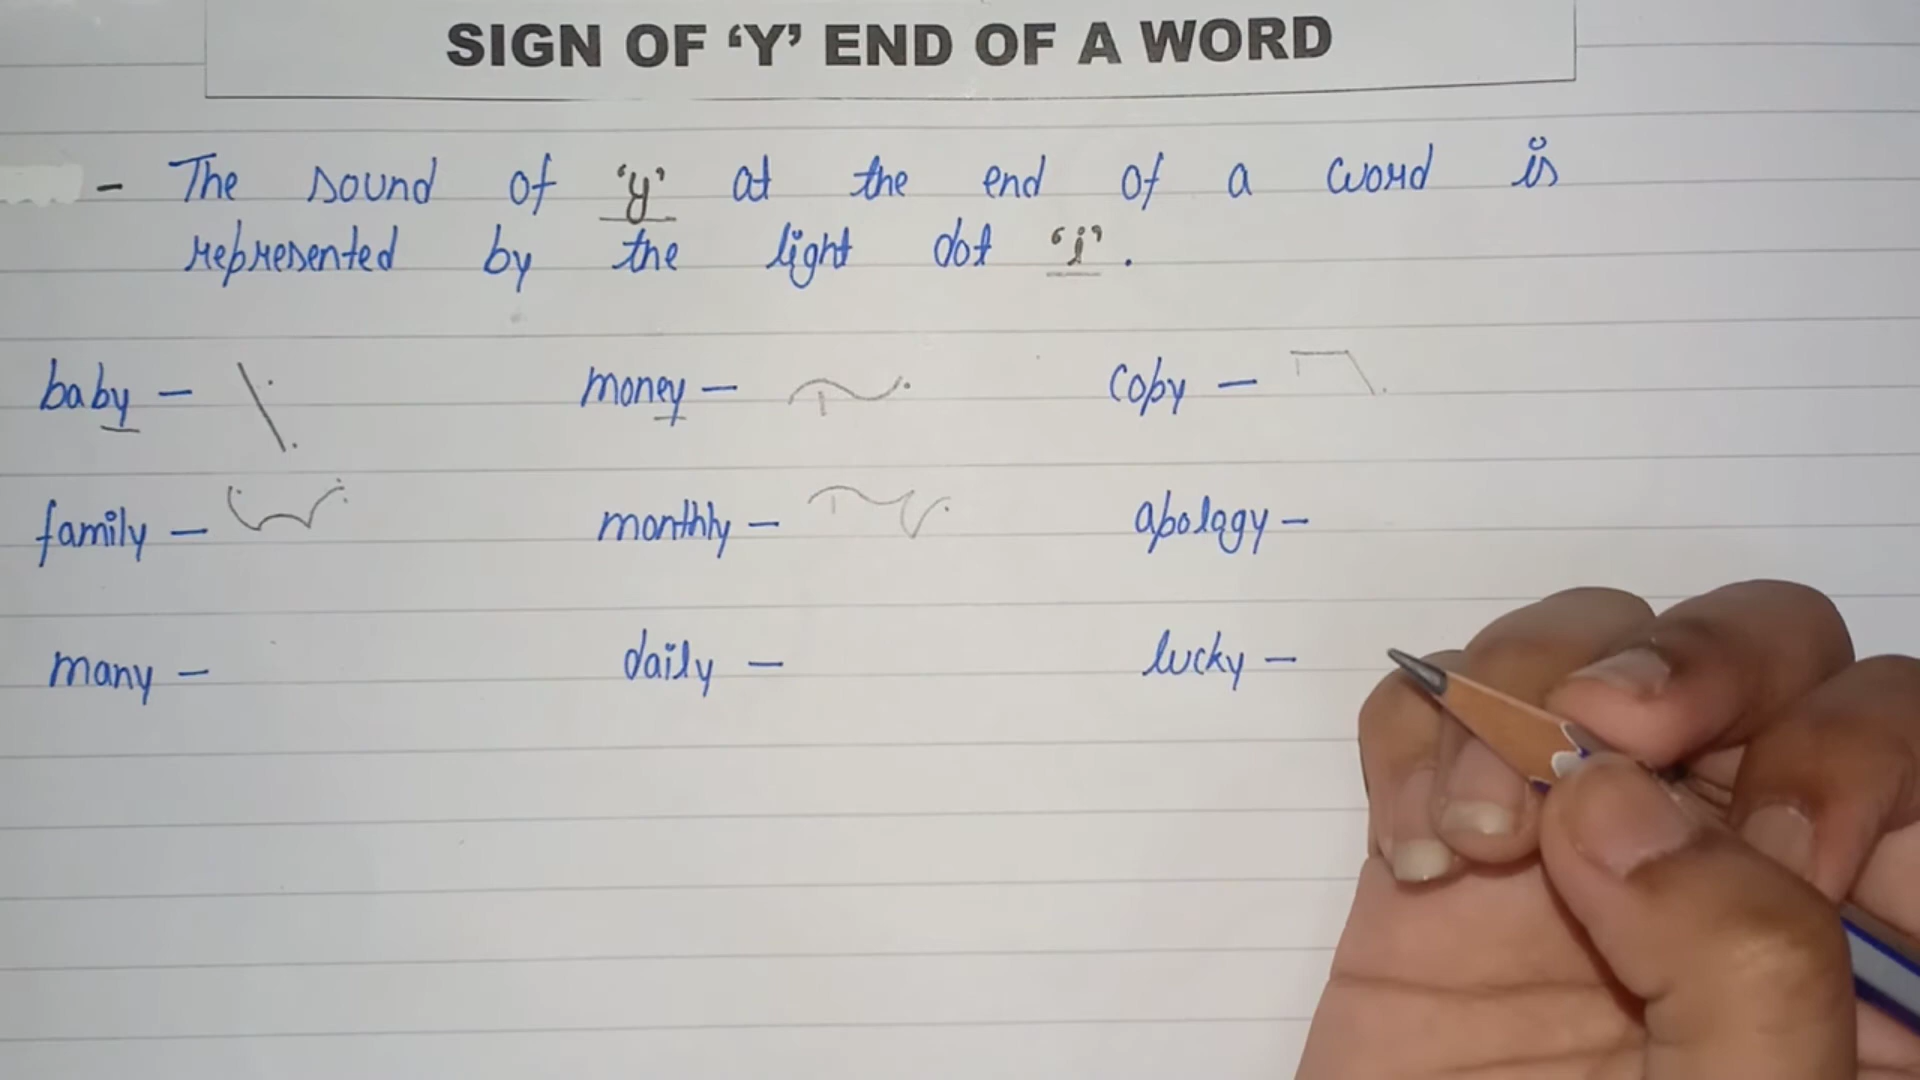 SIGN OF ‘Y’ END OF A WORD
- The sound of ‘y’ at the end of a word is
represented by the light dot ‘i’.
baby – money – copy –
family – monthly – apology –
many – daily – lucky –